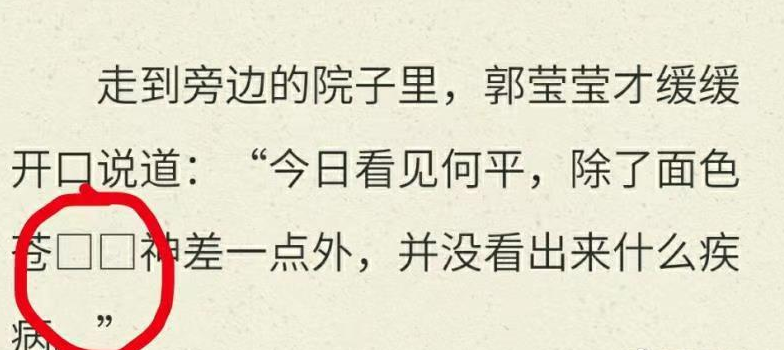 走到旁边的院子里，郭莹莹才缓缓
开口说道：“今日看见何平，除了面色
苍□□神差一点外，并没看出来什么疾
病。”